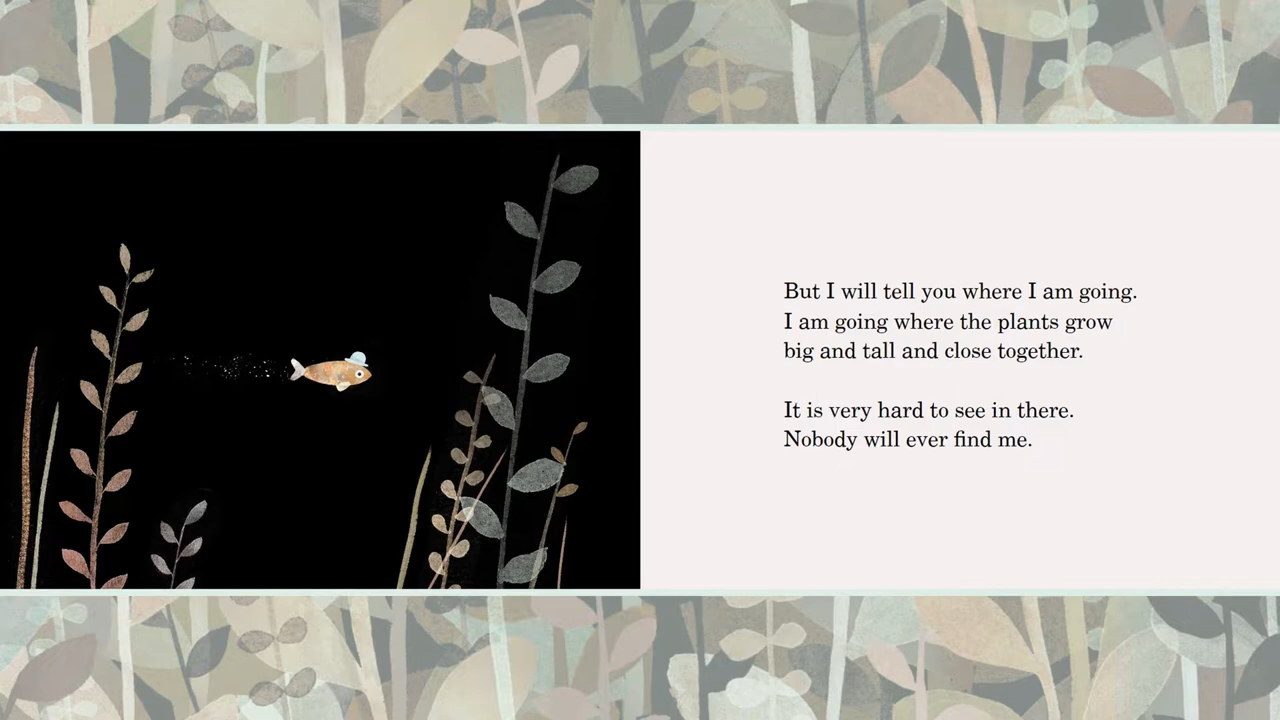 But I will tell you where I am going.
I am going where the plants grow
big and tall and close together.
It is very hard to see in there.
Nobody will ever find me.